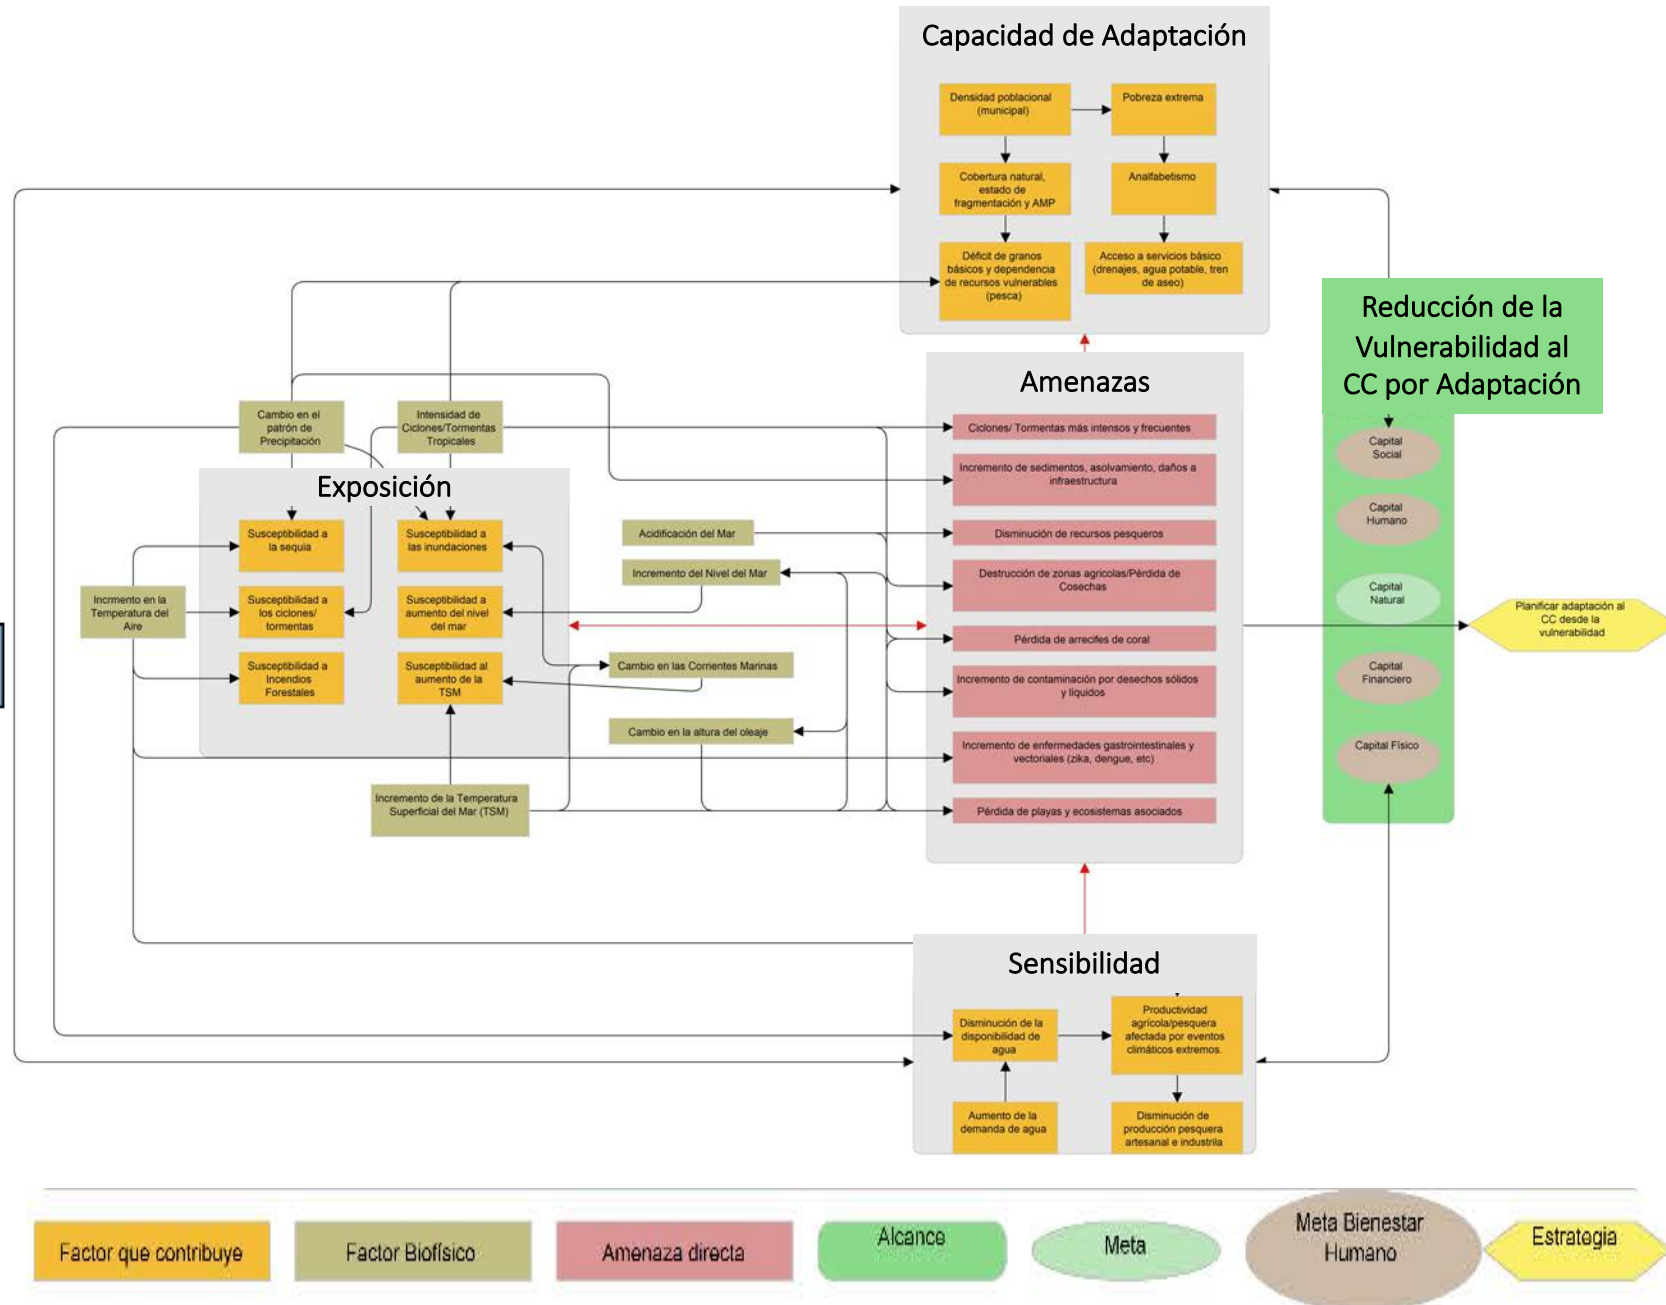 Capacidad de Adaptación
Densidad poblacional
(municipal)
Pobreza extrema
Cobertura natural,
estado de
fragmentación y AMP
Analfabetismo
Déficit de granos
básicos y dependencia
de recursos vulnerables
(pesca)
Acceso a servicios básico
(drenajes, agua potable, tren
de aseo)
Reducción de la
Vulnerabilidad al
CC por Adaptación
Amenazas
Cambio en el
patrón de
Precipitación
Intensidad de
Ciclones/Tormentas
Tropicales
Ciclones/ Tormentas más intensos y frecuentes
Incremento de sedimentos, asolvamiento, daños a
infraestructura
Disminución de recursos pesqueros
Destrucción de zonas agricolas/Pérdida de
Cosechas
Pérdida de arrecifes de coral
Incremento de contaminación por desechos sólidos
y líquidos
Incremento de enfermedades gastrointestinales y
vectoriales (zika, dengue, etc)
Pérdida de playas y ecosistemas asociados
Capital
Social
Capital
Humano
Capital
Natural
Capital
Financiero
Capital Físico
Planificar adaptación al
CC desde la
vulnerabilidad
Exposición
Susceptibilidad a
la sequia
Susceptibilidad a
las inundaciones
Susceptibilidad a
los ciclones/
tormentas
Susceptibilidad a
aumento del nivel
del mar
Susceptibilidad a
Incendios
Forestales
Susceptibilidad al
aumento de la
TSM
Incrmento en la
Temperatura del
Aire
Acidificación del Mar
Incremento del Nivel del Mar
Cambio en las Corrientes Marinas
Cambio en la altura del oleaje
Incremento de la Temperatura
Superficial del Mar (TSM)
Sensibilidad
Disminución de la
disponibilidad de
agua
Productividad
agrícola/pesquera
afectada por eventos
climáticos extremos.
Aumento de la
demanda de agua
Disminución de
producción pesquera
artesanal e industrila
Factor que contribuye
Factor Biofísico
Amenaza directa
Alcance
Meta
Meta Bienestar
Humano
Estrategia